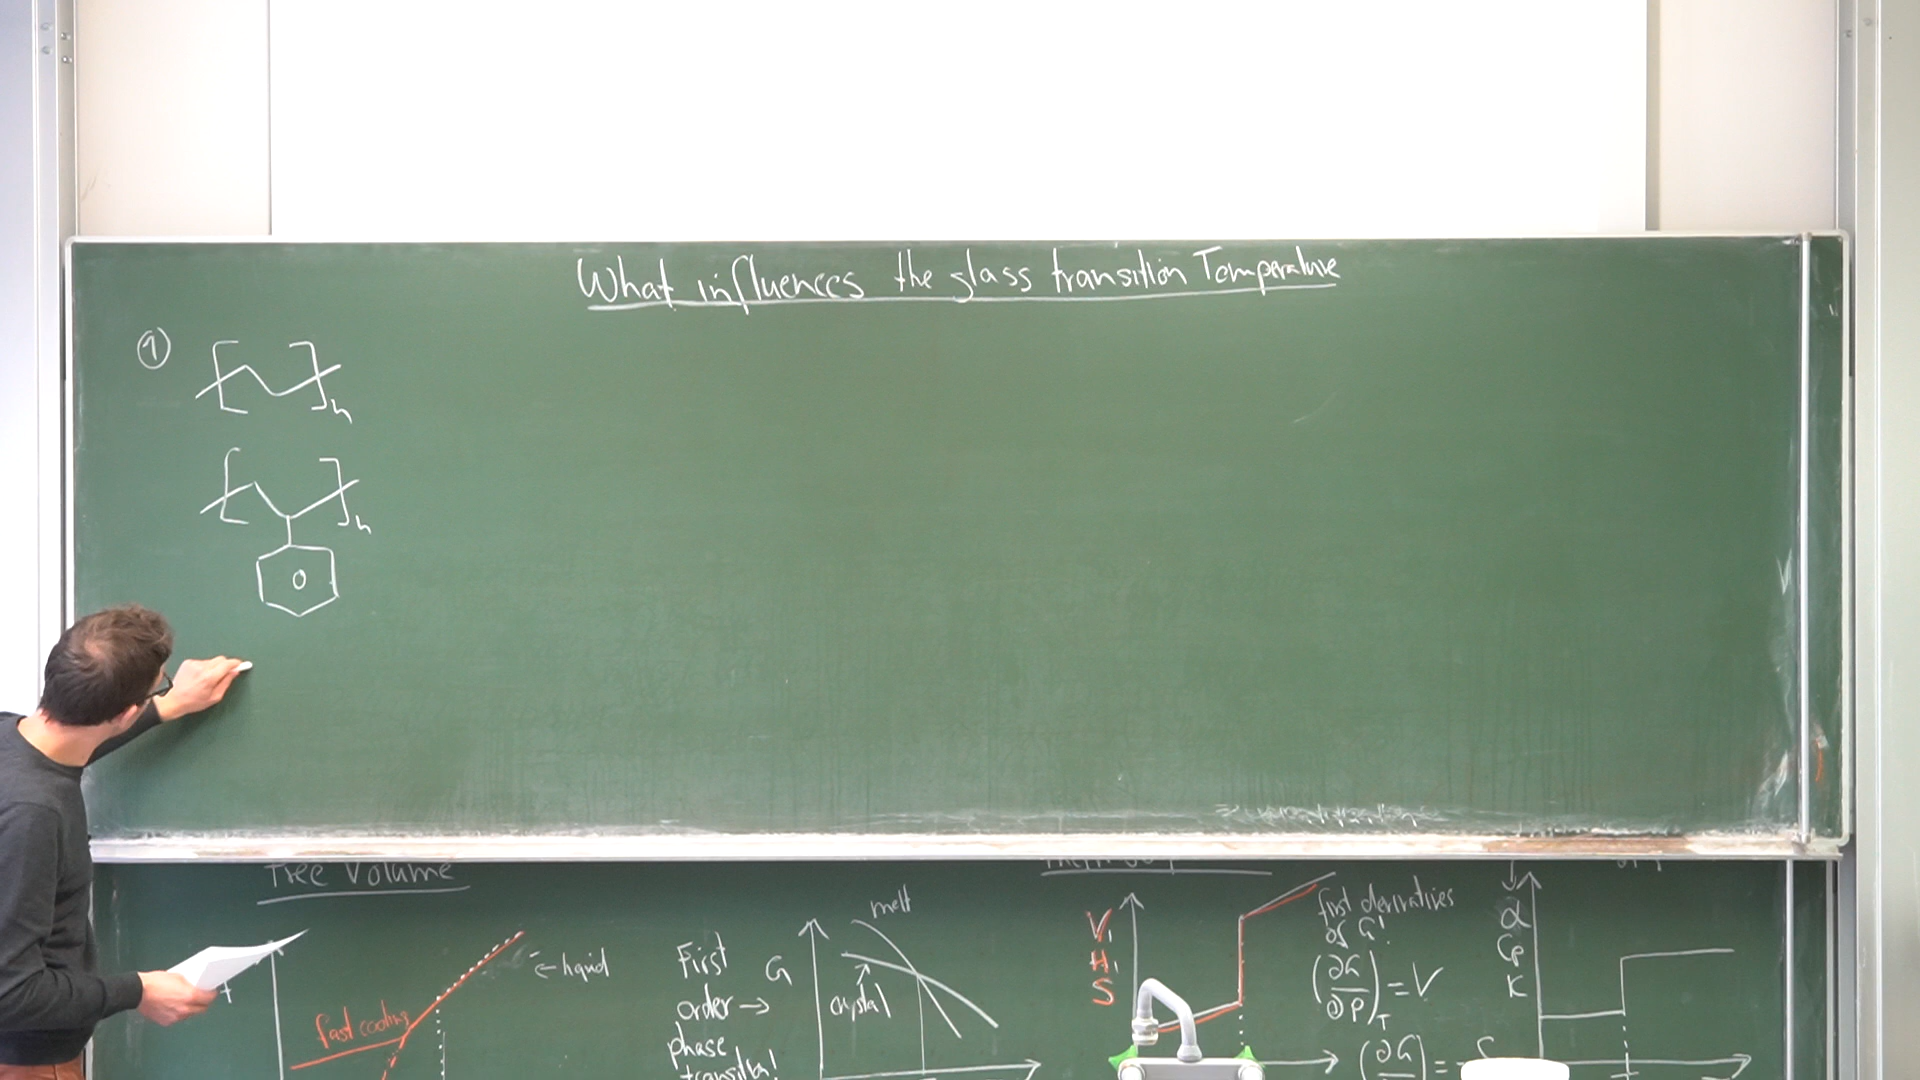 What influences the glass transition Temperature
①
n
n
Free Volume
fast cooling
liquid
First
order →
phase
G
melt
crystal
V,
H,
S
first derivatives
of G!
(∂G/∂P)T = V
α
Cp
K